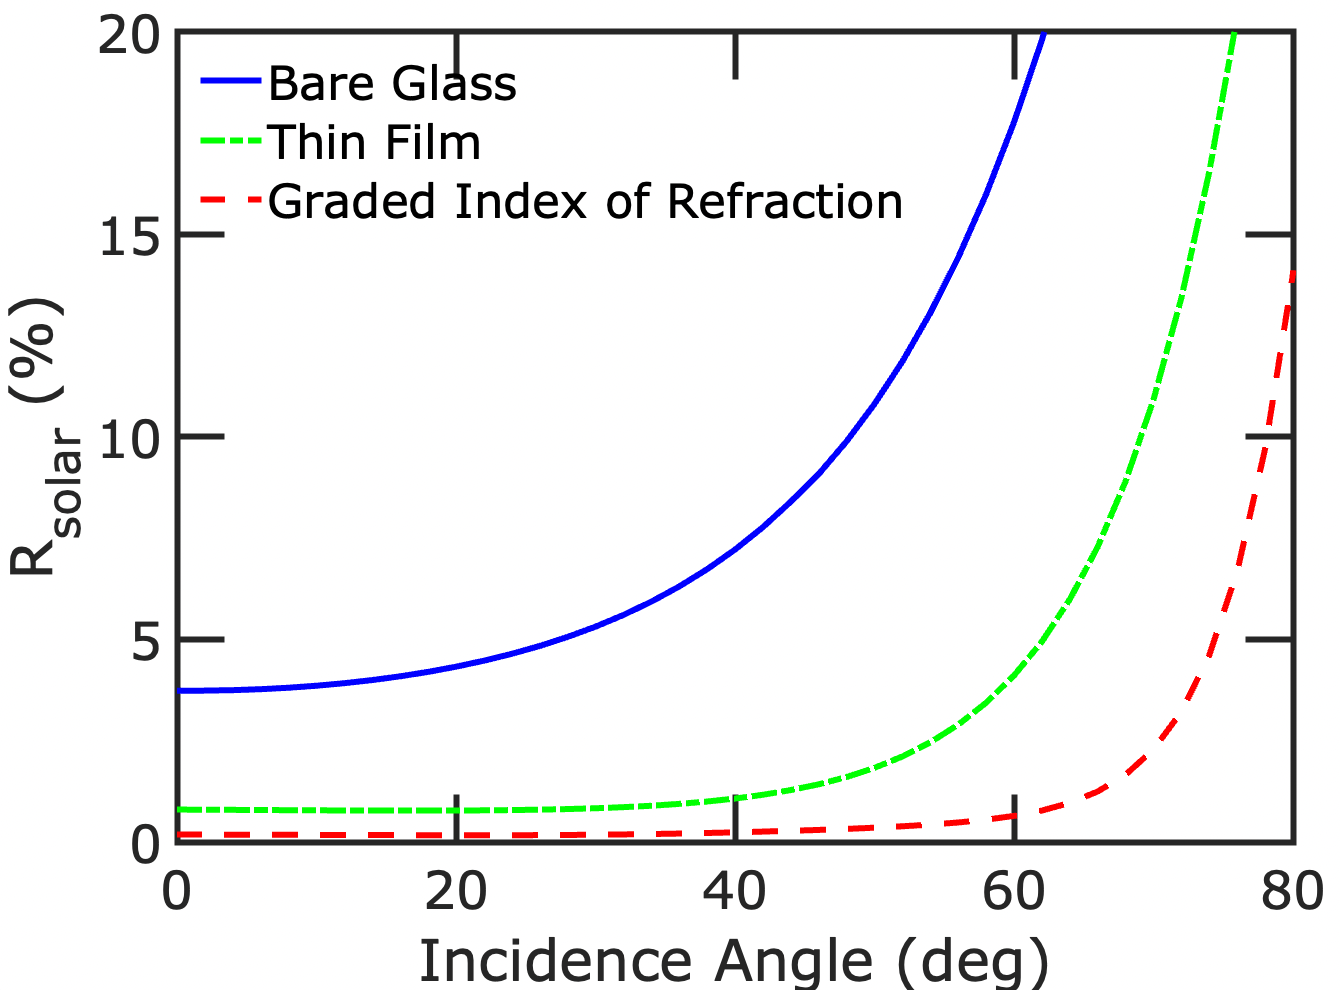 20
15
10
5
0
R_solar (%)
Bare Glass
Thin Film
Graded Index of Refraction
0 20 40 60 80
Incidence Angle (deg)